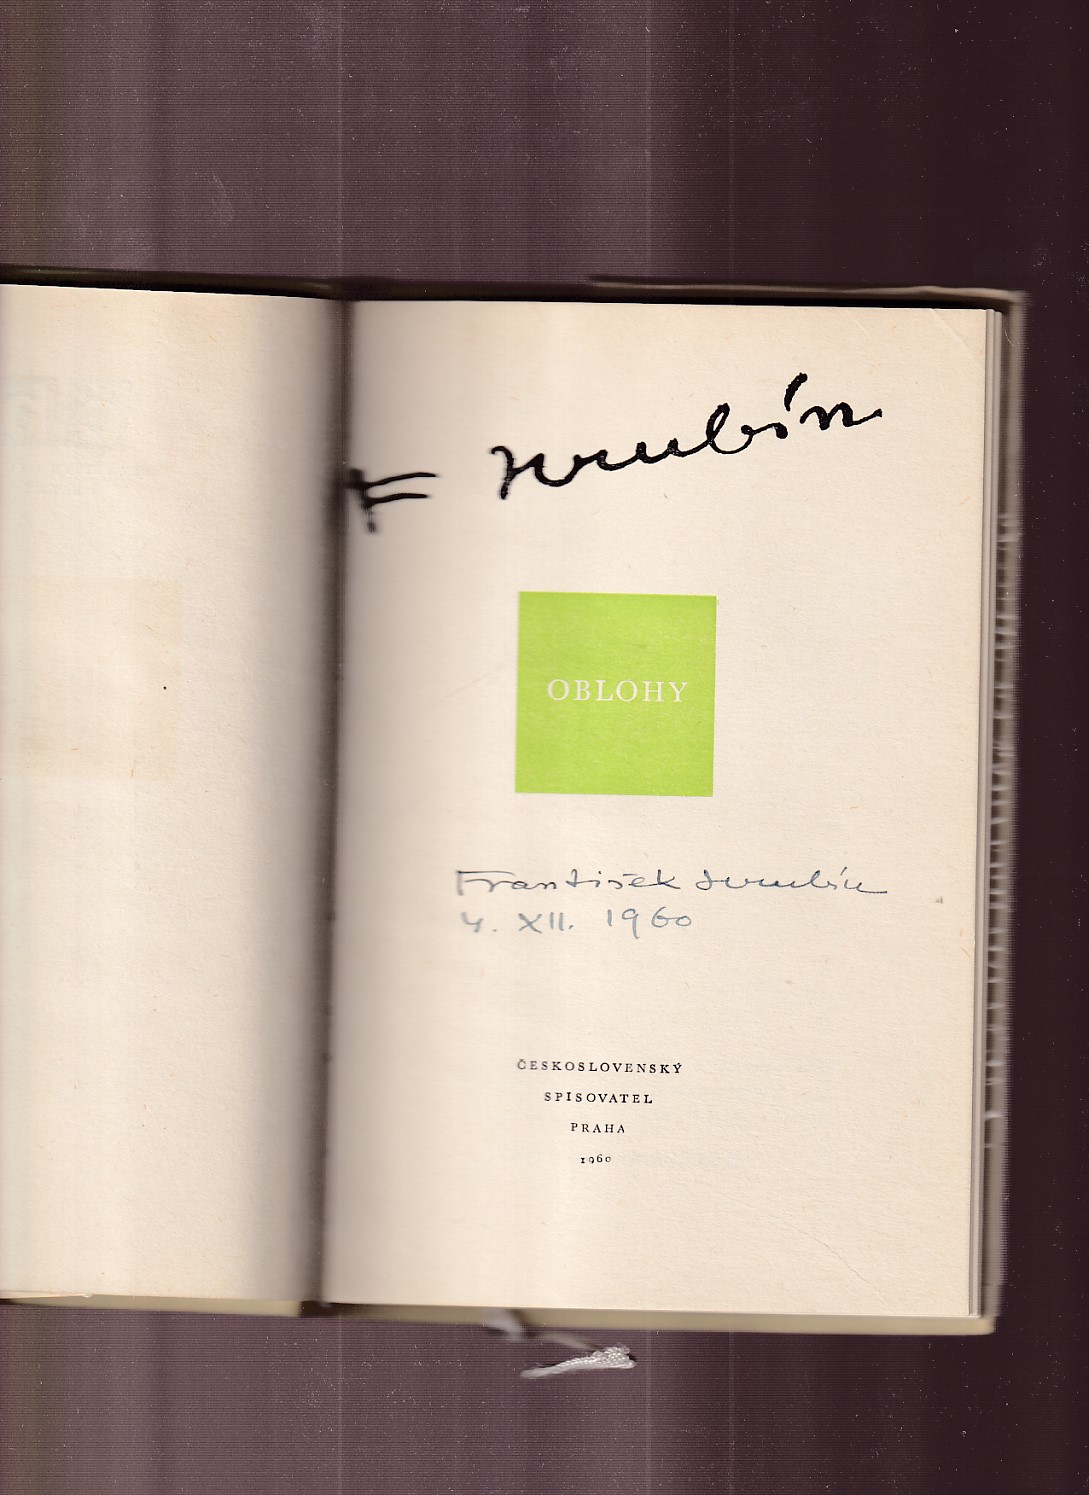 F Hrubín
OBLOHY
František Hrubín
4. XII. 1960
ČESKOSLOVENSKÝ
SPISOVATEL
PRAHA
1960